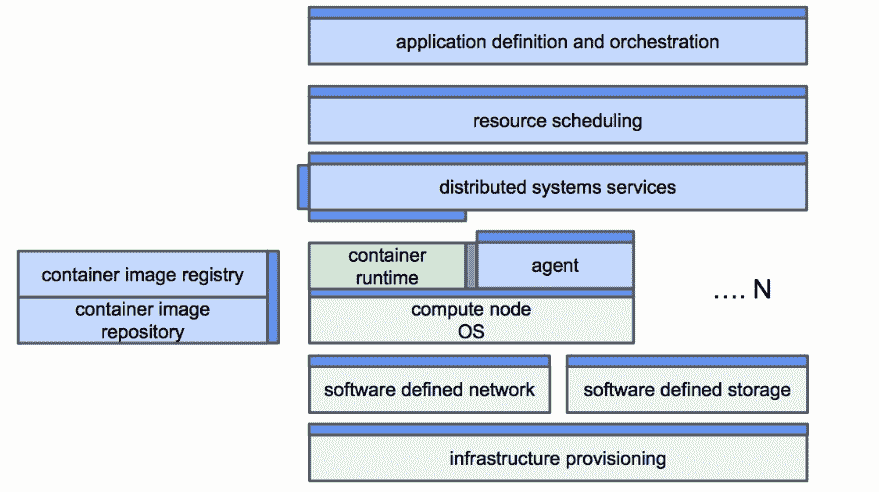 application definition and orchestration
resource scheduling
distributed systems services
container image registry
container image
repository
container
runtime
agent
compute node
OS
.... N
software defined network
software defined storage
infrastructure provisioning